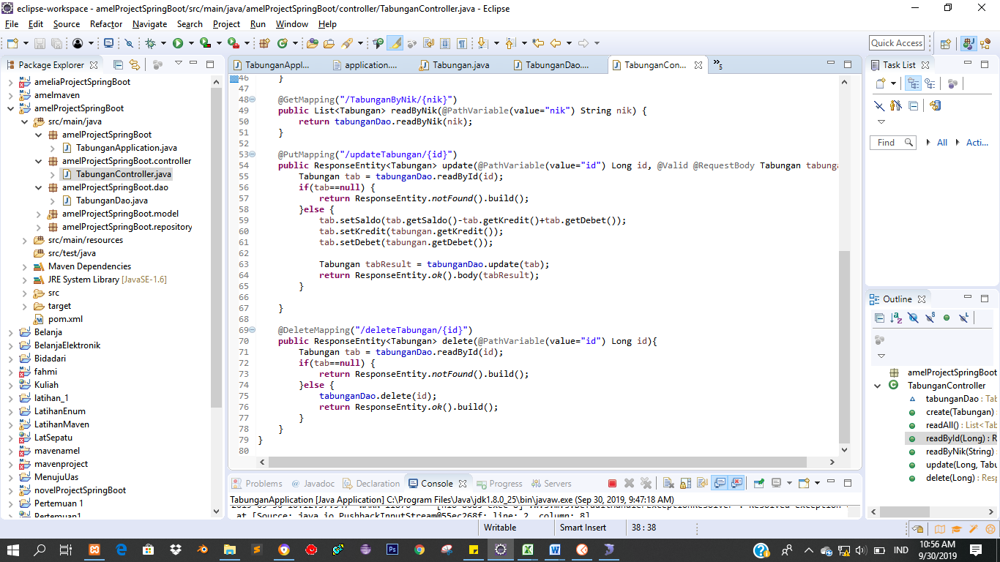 eclipse-workspace - amelProjectSpringBoot/src/main/java/amelProjectSpringBoot/controller/TabunganController.java - Eclipse
File Edit Source Refactor Navigate Search Project Run Window Help
Quick Access
Package Explorer
ameliaProjectSpringBoot
amelmaven
amelProjectSpringBoot
src/main/java
amelProjectSpringBoot
TabunganApplication.java
amelProjectSpringBoot.controller
TabunganController.java
amelProjectSpringBoot.dao
TabunganDao.java
amelProjectSpringBoot.model
amelProjectSpringBoot.repository
src/main/resources
src/test/java
Maven Dependencies
JRE System Library [JavaSE-1.6]
src
target
pom.xml
Belanja
BelanjaElektronik
Bidadari
fahmi
Kuliah
latihan_1
LatihanEnum
LatihanMaven
LatSepatu
mavenamel
mavenproject
MenujuUas
novelProjectSpringBoot
Pertemuan 1
Pertemuan1
TabunganAppl... application.... Tabungan.java TabunganDao.... TabunganCon... »5
46 }
47
48 @GetMapping("/TabunganByNik/{nik}")
49 public List<Tabungan> readByNik(@PathVariable(value="nik") String nik) {
50 return tabunganDao.readByNik(nik);
51 }
52
53 @PutMapping("/updateTabungan/{id}")
54 public ResponseEntity<Tabungan> update(@PathVariable(value="id") Long id, @Valid @RequestBody Tabungan tabunga
55 Tabungan tab = tabunganDao.readById(id);
56 if(tab==null) {
57 return ResponseEntity.notFound().build();
58 }else {
59 tab.setSaldo(tab.getSaldo()-tab.getKredit()+tab.getDebet());
60 tab.setKredit(tabungan.getKredit());
61 tab.setDebet(tabungan.getDebet());
62
63 Tabungan tabResult = tabunganDao.update(tab);
64 return ResponseEntity.ok().body(tabResult);
65 }
66
67 }
68
69 @DeleteMapping("/deleteTabungan/{id}")
70 public ResponseEntity<Tabungan> delete(@PathVariable(value="id") Long id){
71 Tabungan tab = tabunganDao.readById(id);
72 if(tab==null) {
73 return ResponseEntity.notFound().build();
74 }else {
75 tabunganDao.delete(id);
76 return ResponseEntity.ok().build();
77 }
78 }
79 }
80
Problems Javadoc Declaration Console Progress Servers
TabunganApplication [Java Application] C:\Program Files\Java\jdk1.8.0_25\bin\javaw.exe (Sep 30, 2019, 9:47:18 AM)
at [Source: java.io.PushbackInputStream@55ec268f; line: 2, column: 8]
Task List
Find All Acti...
Outline
amelProjectSpringBoot
TabunganController
tabunganDao : Tab
create(Tabungan) :
readAll() : List<Tab
readById(Long) : R
readByNik(String)
update(Long, Tabu
delete(Long) : Resp
Writable Smart Insert 38 : 38
IND
10:56 AM
9/30/2019